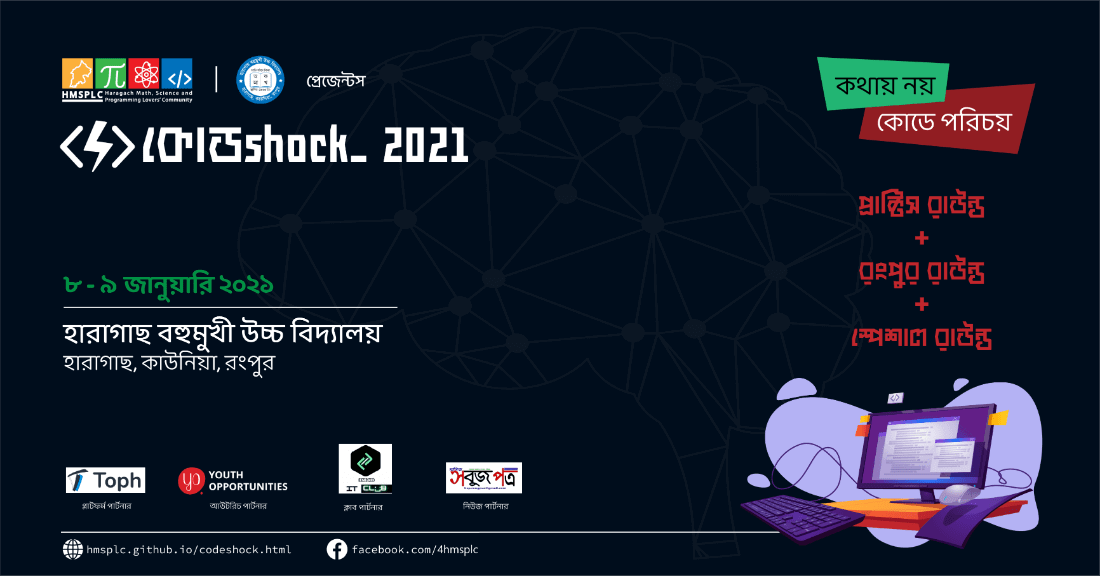 HMSPLC Haragach Math, Science and
Programming Lovers' Community
প্রেজেন্টস
কোডshock_ 2021
কথায় নয়
কোডে পরিচয়
প্রাক্টিস রাউন্ড
+
রংপুর রাউন্ড
+
স্পেশাল রাউন্ড
৮ - ৯ জানুয়ারি ২০২১
হারাগাছ বহুমুখী উচ্চ বিদ্যালয়
হারাগাছ, কাউনিয়া, রংপুর
Toph
প্লাটফর্ম পার্টনার
YOUTH
OPPORTUNITIES
আউটরিচ পার্টনার
IT CLUB
ক্লাব পার্টনার
সবুজপত্র
নিউজ পার্টনার
hmsplc.github.io/codeshock.html
facebook.com/4hmsplc